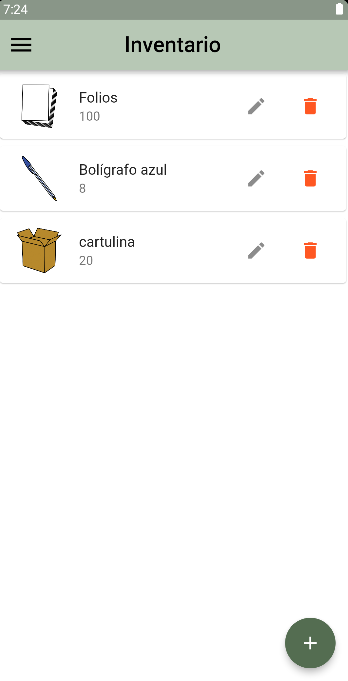 7:24
Inventario
Folios
100
Bolígrafo azul
8
cartulina
20